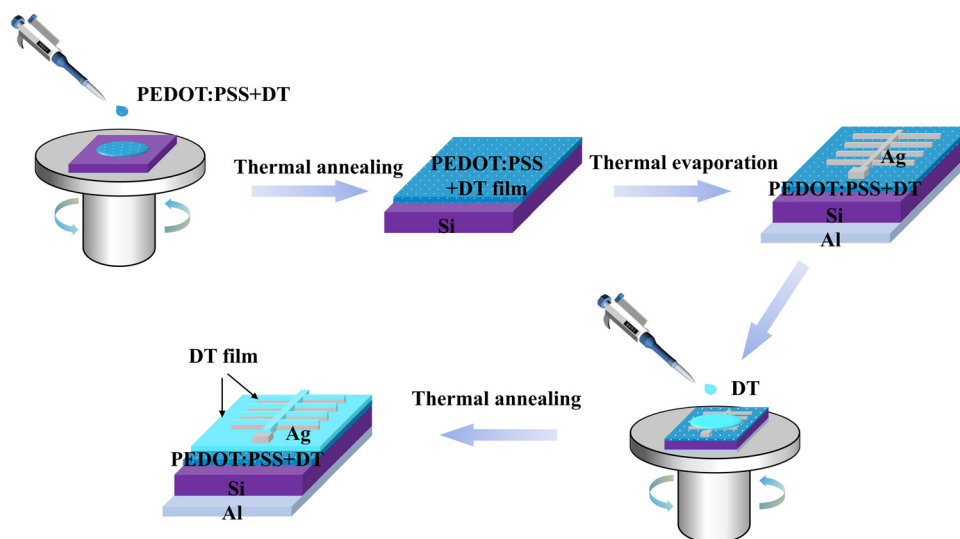 PEDOT:PSS+DT
Thermal annealing
PEDOT:PSS
+DT film
Si
Thermal evaporation
Ag
PEDOT:PSS+DT
Si
Al
DT
Thermal annealing
DT film
Ag
PEDOT:PSS+DT
Si
Al